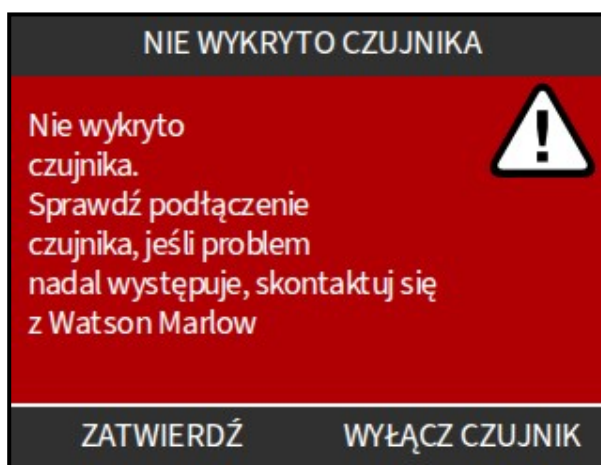 NIE WYKRYTO CZUJNIKA
Nie wykryto
czujnika.
Sprawdź podłączenie
czujnika, jeśli problem
nadal występuje, skontaktuj się
z Watson Marlow
ZATWIERDŹ WYŁĄCZ CZUJNIK